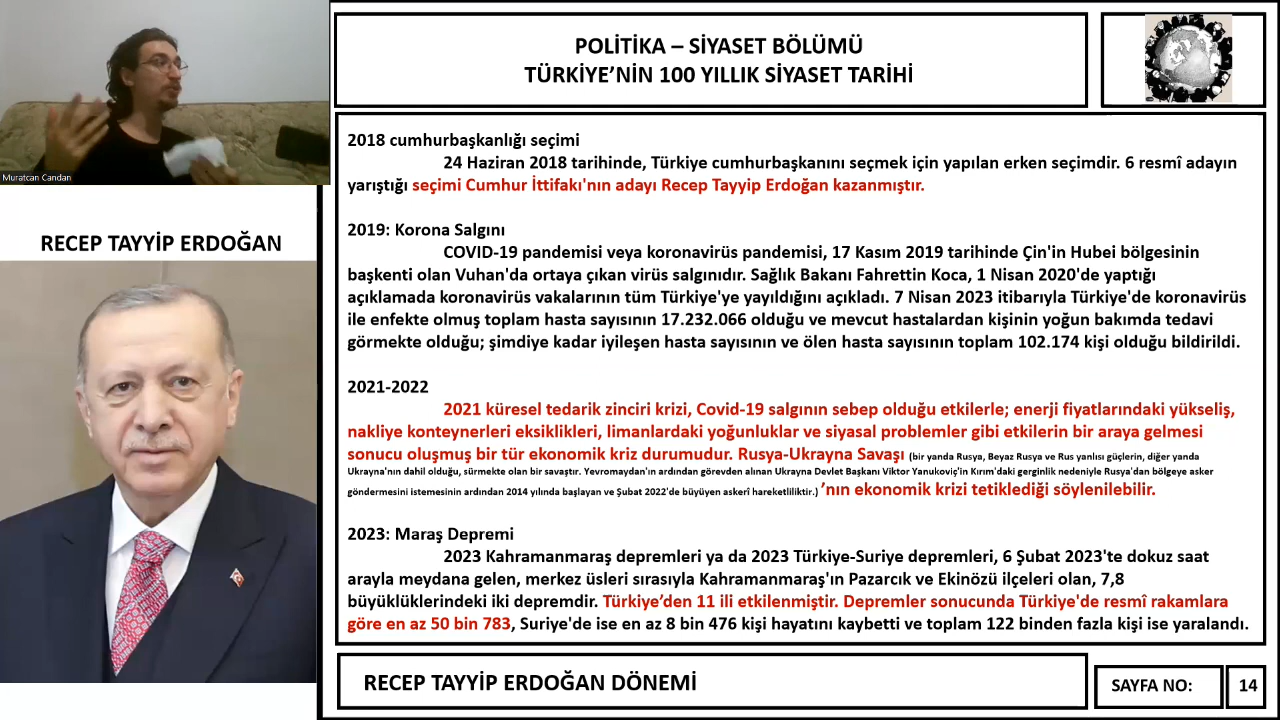 POLİTİKA – SİYASET BÖLÜMÜ
TÜRKİYE'NİN 100 YILLIK SİYASET TARİHİ
Muratcan Candan
RECEP TAYYİP ERDOĞAN
2018 cumhurbaşkanlığı seçimi
24 Haziran 2018 tarihinde, Türkiye cumhurbaşkanını seçmek için yapılan erken seçimdir. 6 resmî adayın
yarıştığı seçimi Cumhur İttifakı'nın adayı Recep Tayyip Erdoğan kazanmıştır.
2019: Korona Salgını
COVID-19 pandemisi veya koronavirüs pandemisi, 17 Kasım 2019 tarihinde Çin'in Hubei bölgesinin
başkenti olan Vuhan'da ortaya çıkan virüs salgınıdır. Sağlık Bakanı Fahrettin Koca, 1 Nisan 2020'de yaptığı
açıklamada koronavirüs vakalarının tüm Türkiye'ye yayıldığını açıkladı. 7 Nisan 2023 itibarıyla Türkiye'de koronavirüs
ile enfekte olmuş toplam hasta sayısının 17.232.066 olduğu ve mevcut hastalardan kişinin yoğun bakımda tedavi
görmekte olduğu; şimdiye kadar iyileşen hasta sayısının ve ölen hasta sayısının toplam 102.174 kişi olduğu bildirildi.
2021-2022
2021 küresel tedarik zinciri krizi, Covid-19 salgının sebep olduğu etkilerle; enerji fiyatlarındaki yükseliş,
nakliye konteynerleri eksiklikleri, limanlardaki yoğunluklar ve siyasal problemler gibi etkilerin bir araya gelmesi
sonucu oluşmuş bir tür ekonomik kriz durumudur. Rusya-Ukrayna Savaşı (bir yanda Rusya, Beyaz Rusya ve Rus yanlısı güçlerin, diğer yanda
Ukrayna'nın dahil olduğu, sürmekte olan bir savaştır. Yevromaydan'ın ardından görevden alınan Ukrayna Devlet Başkanı Viktor Yanukoviç'in Kırım'daki gerginlik nedeniyle Rusya'dan bölgeye asker
göndermesini istemesinin ardından 2014 yılında başlayan ve Şubat 2022'de büyüyen askerî hareketliliktir.) 'nın ekonomik krizi tetiklediği söylenilebilir.
2023: Maraş Depremi
2023 Kahramanmaraş depremleri ya da 2023 Türkiye-Suriye depremleri, 6 Şubat 2023'te dokuz saat
arayla meydana gelen, merkez üsleri sırasıyla Kahramanmaraş'ın Pazarcık ve Ekinözü ilçeleri olan, 7,8
büyüklüklerindeki iki depremdir. Türkiye'den 11 ili etkilenmiştir. Depremler sonucunda Türkiye'de resmî rakamlara
göre en az 50 bin 783, Suriye'de ise en az 8 bin 476 kişi hayatını kaybetti ve toplam 122 binden fazla kişi ise yaralandı.
RECEP TAYYİP ERDOĞAN DÖNEMİ
SAYFA NO:
14